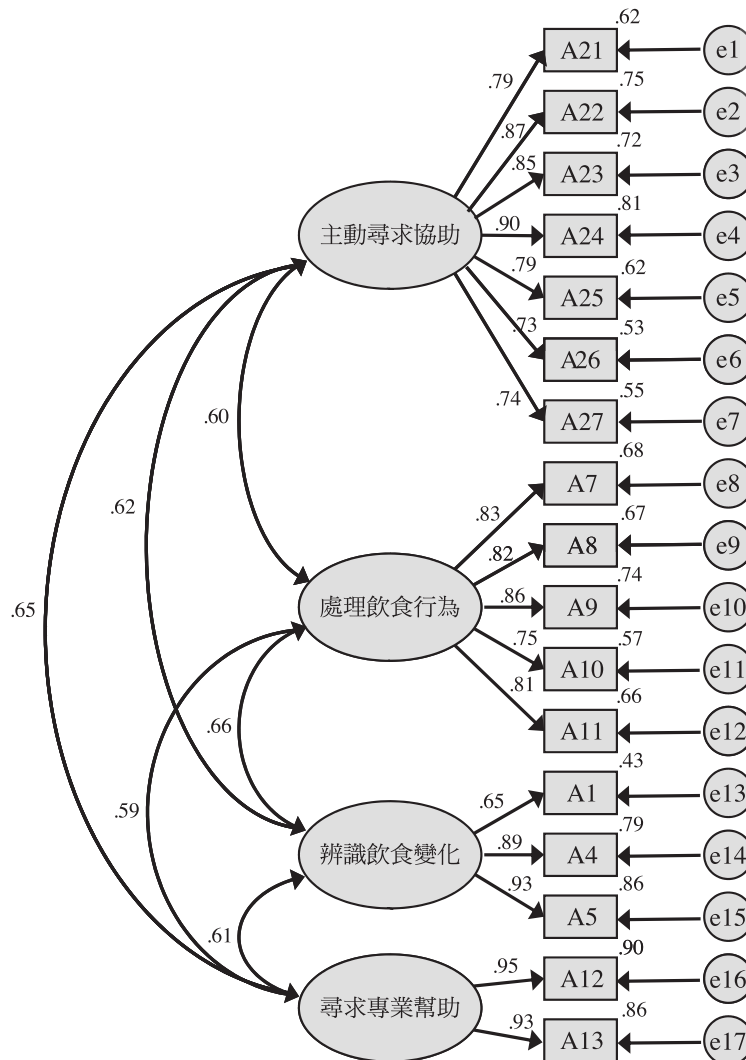 .62
A21
e1
.79
.75
A22
e2
.87
.72
A23
e3
.85
.81
主動尋求協助
.90
A24
e4
.62
.79
A25
e5
.53
.73
A26
e6
.55
.74
A27
e7
.60
.68
A7
e8
.83
.62
.67
A8
e9
.82
.74
.65
處理飲食行為
.86
A9
e10
.57
.75
A10
e11
.66
.81
A11
e12
.66
.43
A1
e13
.65
.59
.79
辨識飲食變化
.89
A4
e14
.86
.93
A5
e15
.61
.90
A12
e16
.95
尋求專業幫助
.86
.93
A13
e17